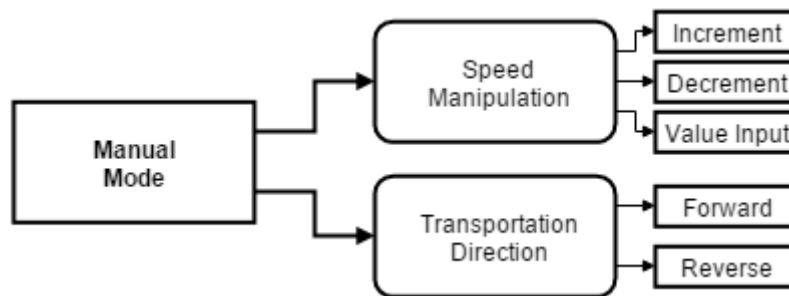 Manual
Mode
Speed
Manipulation
Increment
Decrement
Value Input
Transportation
Direction
Forward
Reverse